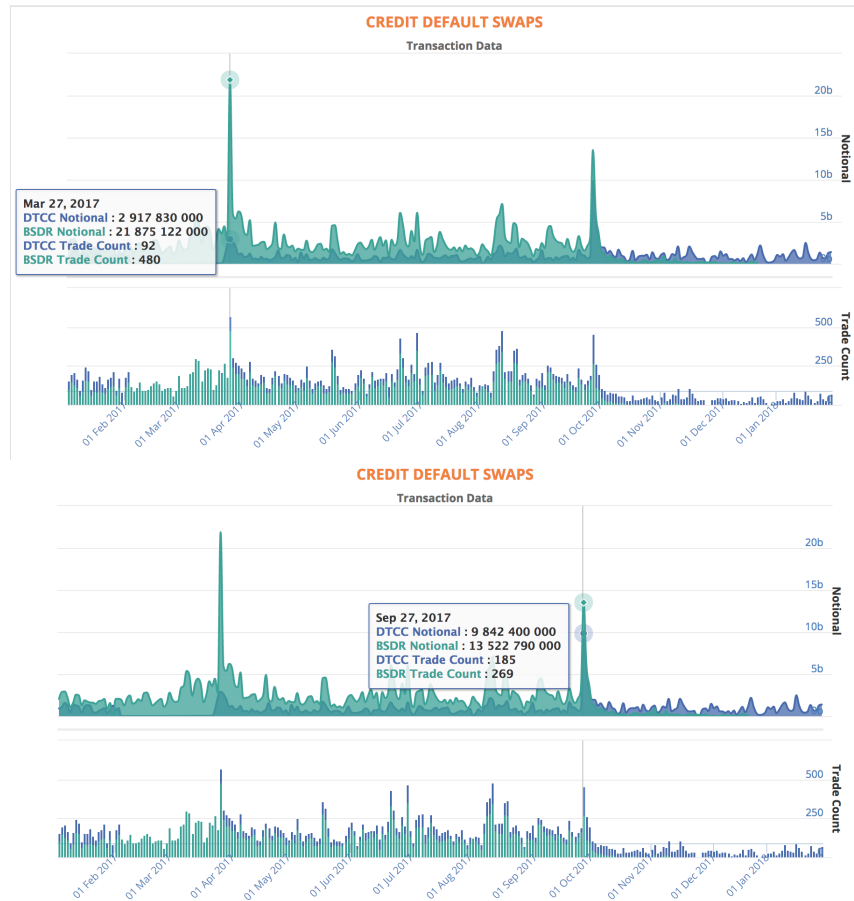 CREDIT DEFAULT SWAPS
Transaction Data
20b
15b
10b
5b
Notional
Mar 27, 2017
DTCC Notional : 2 917 830 000
BSDR Notional : 21 875 122 000
DTCC Trade Count : 92
BSDR Trade Count : 480
500
250
Trade Count
01 Feb 2017
01 Mar 2017
01 Apr 2017
01 May 2017
01 Jun 2017
01 Jul 2017
01 Aug 2017
01 Sep 2017
01 Oct 2017
01 Nov 2017
01 Dec 2017
01 Jan 2018
CREDIT DEFAULT SWAPS
Transaction Data
20b
15b
10b
5b
Notional
Sep 27, 2017
DTCC Notional : 9 842 400 000
BSDR Notional : 13 522 790 000
DTCC Trade Count : 185
BSDR Trade Count : 269
500
250
Trade Count
01 Feb 2017
01 Mar 2017
01 Apr 2017
01 May 2017
01 Jun 2017
01 Jul 2017
01 Aug 2017
01 Sep 2017
01 Oct 2017
01 Nov 2017
01 Dec 2017
01 Jan 2018